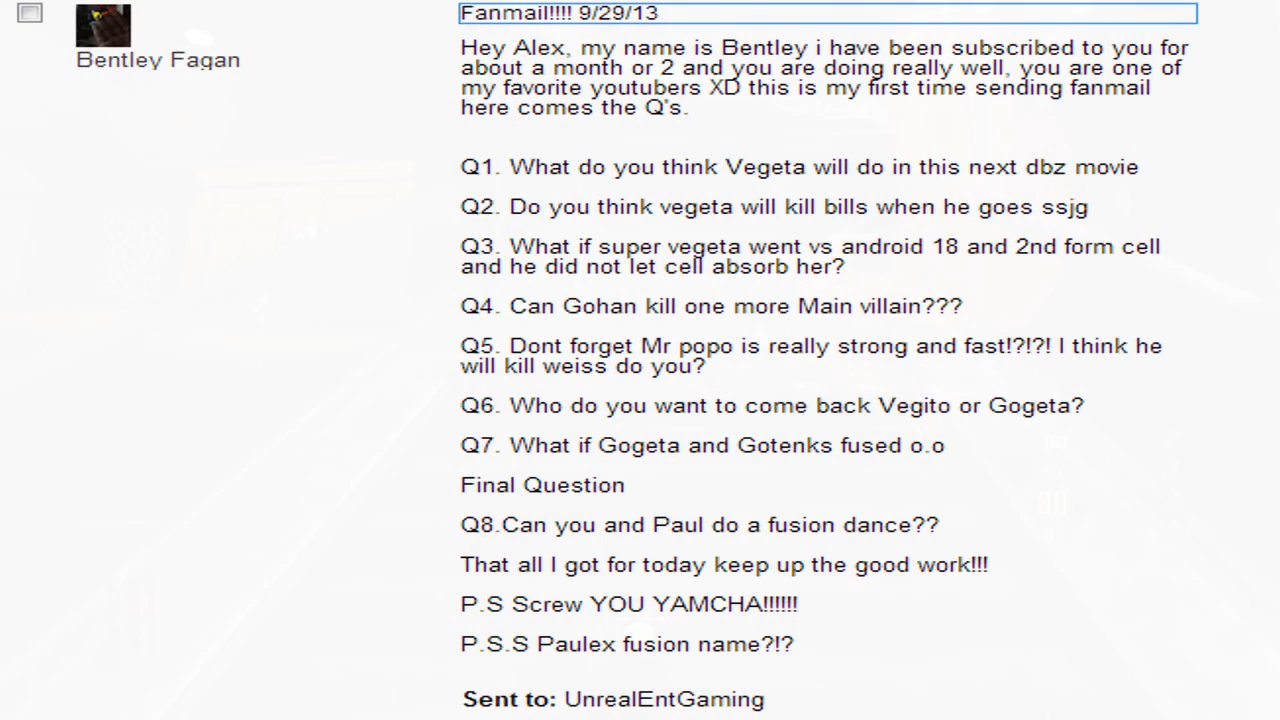 Fanmail!!!! 9/29/13
Bentley Fagan
Hey Alex, my name is Bentley i have been subscribed to you for
about a month or 2 and you are doing really well, you are one of
my favorite youtubers XD this is my first time sending fanmail
here comes the Q's.
Q1. What do you think Vegeta will do in this next dbz movie
Q2. Do you think vegeta will kill bills when he goes ssjg
Q3. What if super vegeta went vs android 18 and 2nd form cell
and he did not let cell absorb her?
Q4. Can Gohan kill one more Main villain???
Q5. Dont forget Mr popo is really strong and fast!?!?! I think he
will kill weiss do you?
Q6. Who do you want to come back Vegito or Gogeta?
Q7. What if Gogeta and Gotenks fused o.o
Final Question
Q8.Can you and Paul do a fusion dance??
That all I got for today keep up the good work!!!
P.S Screw YOU YAMCHA!!!!!!
P.S.S Paulex fusion name?!?
Sent to: UnrealEntGaming